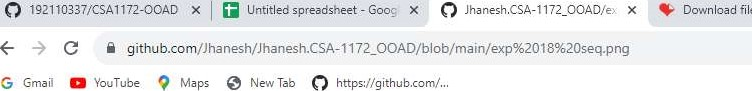 192110337/CSA1172-OOAD
Untitled spreadsheet - Goog
Jhanesh.CSA-1172_OOAD/ex
Download file
github.com/Jhanesh/Jhanesh.CSA-1172_OOAD/blob/main/exp%2018%20seq.png
Gmail
YouTube
Maps
New Tab
https://github.com/...